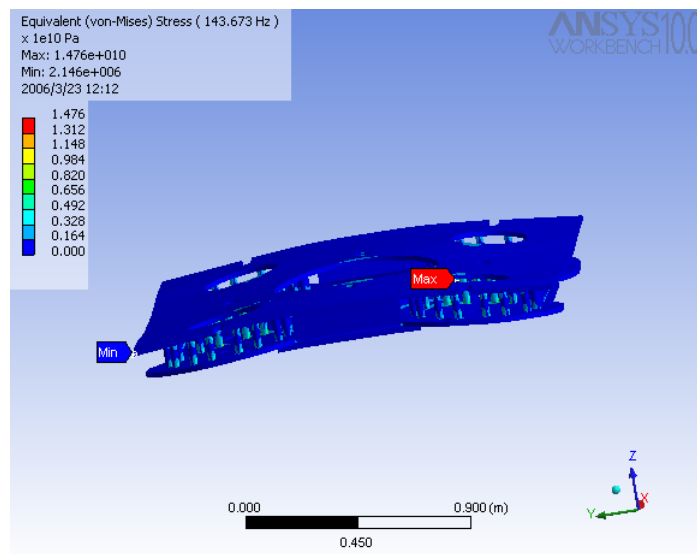 Equivalent (von-Mises) Stress ( 143.673 Hz )
x 1e10 Pa
Max: 1.476e+010
Min: 2.146e+006
2006/3/23 12:12
ANSYS 10.0
WORKBENCH
1.476
1.312
1.148
0.984
0.820
0.656
0.492
0.328
0.164
0.000
Max
Min
Z
X
Y
0.000 0.900 (m)
0.450